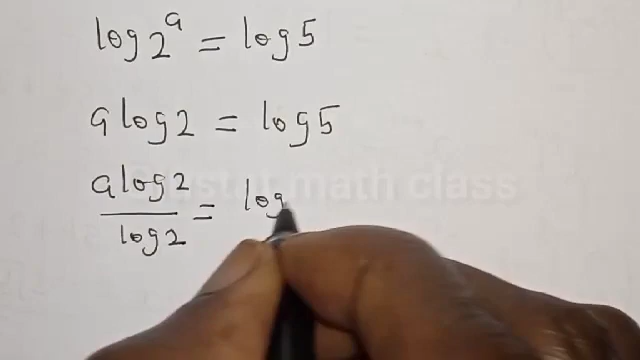 log 2^a = log 5
a log 2 = log 5
a log 2 / log 2 = log
math class